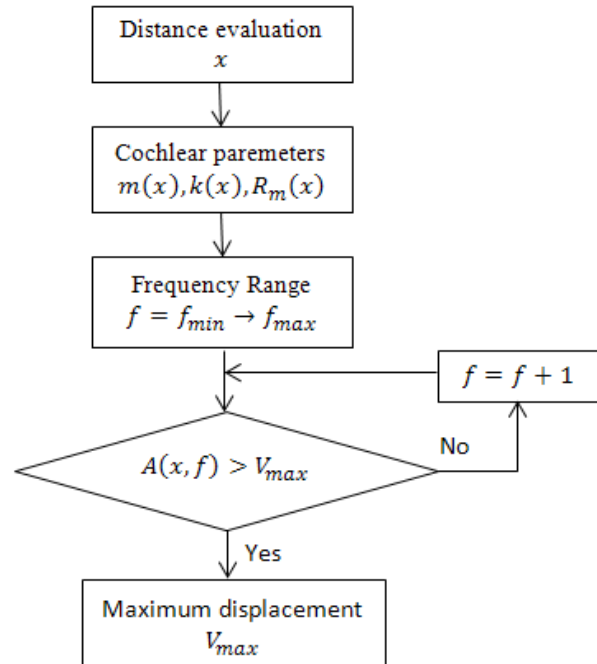 Distance evaluation
x
Cochlear paremeters
m(x), k(x), R_m(x)
Frequency Range
f = f_min → f_max
f = f + 1
A(x, f) > V_max
No
Yes
Maximum displacement
V_max